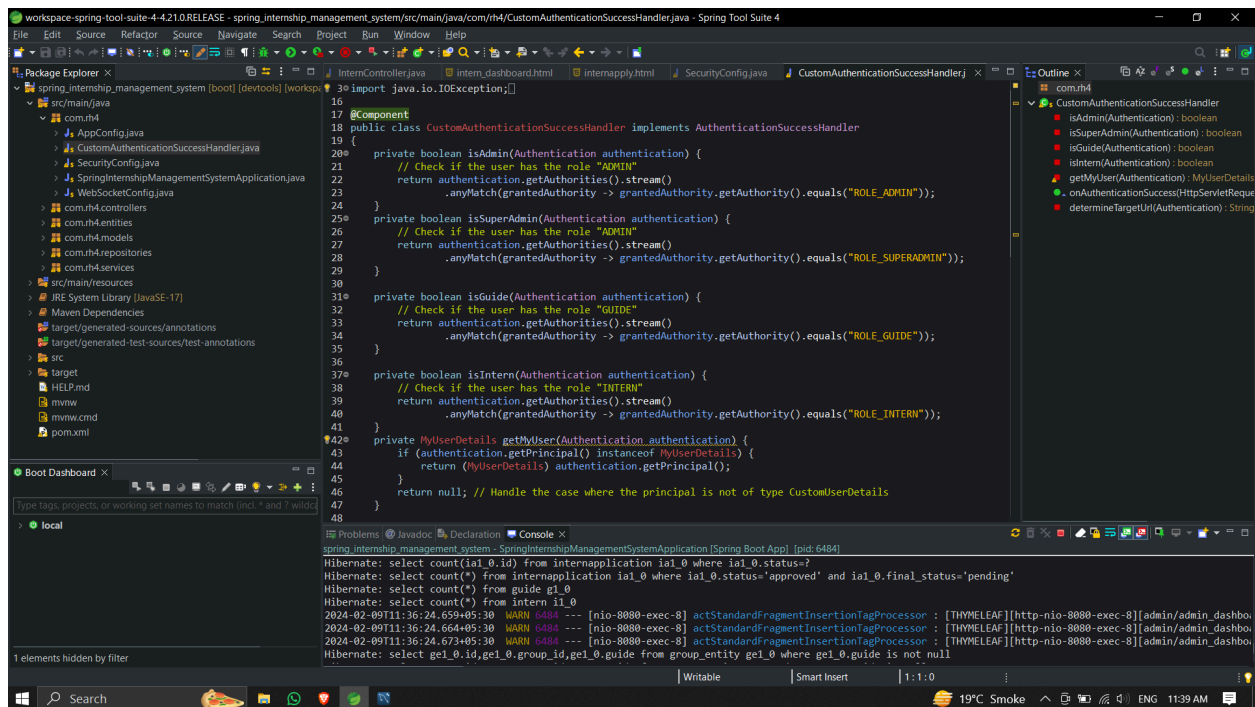 workspace-spring-tool-suite-4-4.21.0.RELEASE - spring_internship_management_system/src/main/java/com/rh4/CustomAuthenticationSuccessHandler.java - Spring Tool Suite 4
File Edit Source Refactor Source Navigate Search Project Run Window Help
Package Explorer
spring_internship_management_system [boot] [devtools] [workspa
src/main/java
com.rh4
AppConfig.java
CustomAuthenticationSuccessHandler.java
SecurityConfig.java
SpringInternshipManagementSystemApplication.java
WebSocketConfig.java
com.rh4.controllers
com.rh4.entities
com.rh4.models
com.rh4.repositories
com.rh4.services
src/main/resources
JRE System Library [JavaSE-17]
Maven Dependencies
target/generated-sources/annotations
target/generated-test-sources/test-annotations
src
target
HELP.md
mvnw
mvnw.cmd
pom.xml
Boot Dashboard
Type tags, projects, or working set names to match (incl. * and ? wildca
local
1 elements hidden by filter
InternController.java intern_dashboard.html internapply.html SecurityConfig.java CustomAuthenticationSuccessHandler.j
3 import java.io.IOException;
16
17 @Component
18 public class CustomAuthenticationSuccessHandler implements AuthenticationSuccessHandler
19 {
20 private boolean isAdmin(Authentication authentication) {
21 // Check if the user has the role "ADMIN"
22 return authentication.getAuthorities().stream()
23 .anyMatch(grantedAuthority -> grantedAuthority.getAuthority().equals("ROLE_ADMIN"));
24 }
25 private boolean isSuperAdmin(Authentication authentication) {
26 // Check if the user has the role "ADMIN"
27 return authentication.getAuthorities().stream()
28 .anyMatch(grantedAuthority -> grantedAuthority.getAuthority().equals("ROLE_SUPERADMIN"));
29 }
30
31 private boolean isGuide(Authentication authentication) {
32 // Check if the user has the role "GUIDE"
33 return authentication.getAuthorities().stream()
34 .anyMatch(grantedAuthority -> grantedAuthority.getAuthority().equals("ROLE_GUIDE"));
35 }
36
37 private boolean isIntern(Authentication authentication) {
38 // Check if the user has the role "INTERN"
39 return authentication.getAuthorities().stream()
40 .anyMatch(grantedAuthority -> grantedAuthority.getAuthority().equals("ROLE_INTERN"));
41 }
42 private MyUserDetails getMyUser(Authentication authentication) {
43 if (authentication.getPrincipal() instanceof MyUserDetails) {
44 return (MyUserDetails) authentication.getPrincipal();
45 }
46 return null; // Handle the case where the principal is not of type CustomUserDetails
47 }
48
Outline
com.rh4
CustomAuthenticationSuccessHandler
isAdmin(Authentication) : boolean
isSuperAdmin(Authentication) : boolean
isGuide(Authentication) : boolean
isIntern(Authentication) : boolean
getMyUser(Authentication) : MyUserDetails
onAuthenticationSuccess(HttpServletReque
determineTargetUrl(Authentication) : String
Problems Javadoc Declaration Console
spring_internship_management_system - SpringInternshipManagementSystemApplication [Spring Boot App] [pid: 6484]
Hibernate: select count(ia1_0.id) from internapplication ia1_0 where ia1_0.status=?
Hibernate: select count(*) from internapplication ia1_0 where ia1_0.status='approved' and ia1_0.final_status='pending'
Hibernate: select count(*) from guide g1_0
Hibernate: select count(*) from intern i1_0
2024-02-09T11:36:24.659+05:30 WARN 6484 --- [nio-8080-exec-8] actStandardFragmentInsertionTagProcessor : [THYMELEAF][http-nio-8080-exec-8][admin/admin_dashboa
2024-02-09T11:36:24.664+05:30 WARN 6484 --- [nio-8080-exec-8] actStandardFragmentInsertionTagProcessor : [THYMELEAF][http-nio-8080-exec-8][admin/admin_dashboa
2024-02-09T11:36:24.673+05:30 WARN 6484 --- [nio-8080-exec-8] actStandardFragmentInsertionTagProcessor : [THYMELEAF][http-nio-8080-exec-8][admin/admin_dashboa
Hibernate: select ge1_0.id,ge1_0.group_id,ge1_0.guide from group_entity ge1_0 where ge1_0.guide is not null
Writable Smart Insert 1 : 1 : 0
Search 19°C Smoke ENG 11:39 AM